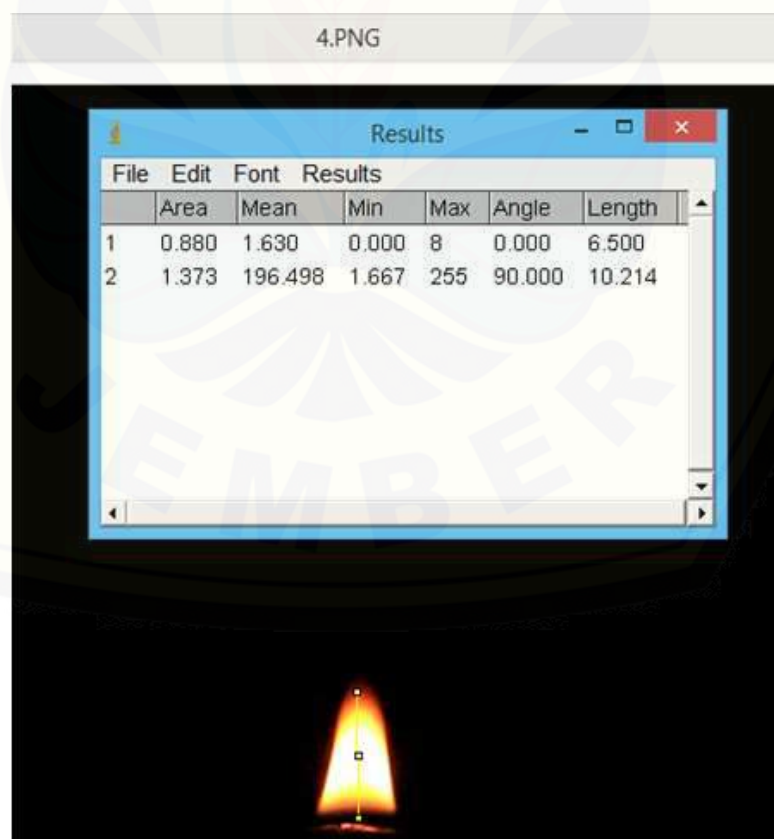 4.PNG
Results
File Edit Font Results
Area Mean Min Max Angle Length
1 0.880 1.630 0.000 8 0.000 6.500
2 1.373 196.498 1.667 255 90.000 10.214
JEMBER